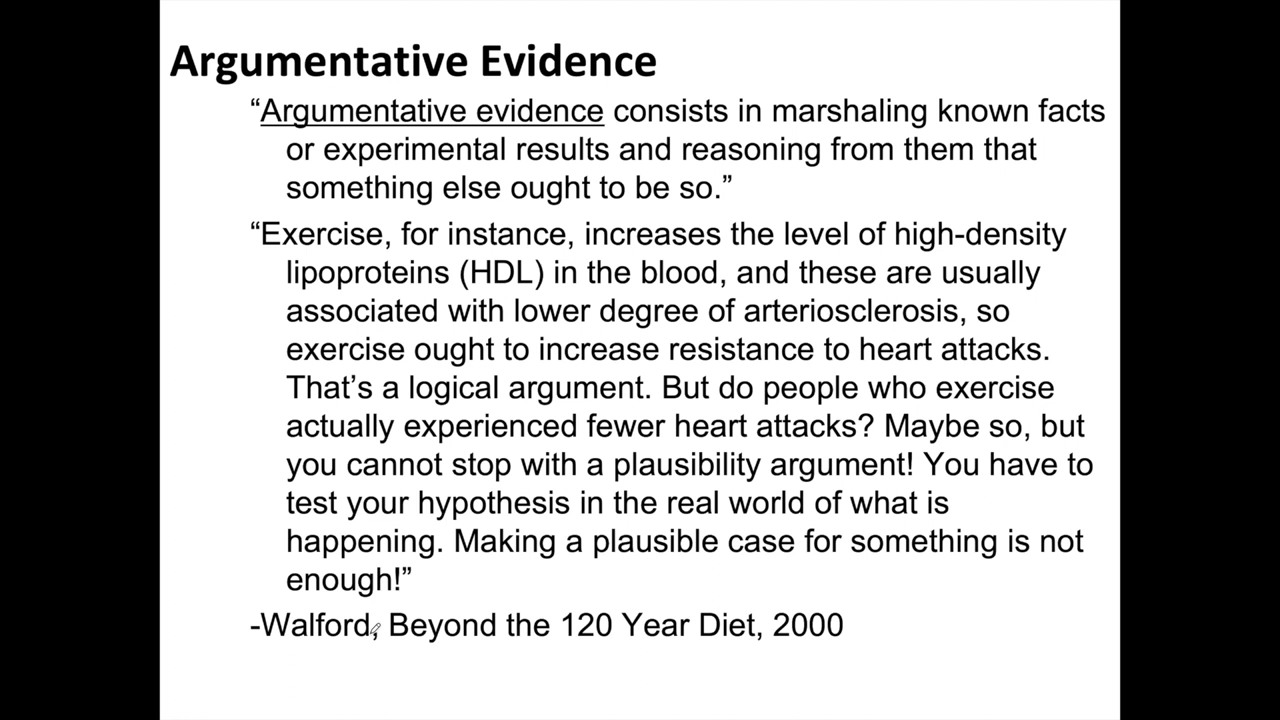 Argumentative Evidence
“Argumentative evidence consists in marshaling known facts
or experimental results and reasoning from them that
something else ought to be so.”
“Exercise, for instance, increases the level of high-density
lipoproteins (HDL) in the blood, and these are usually
associated with lower degree of arteriosclerosis, so
exercise ought to increase resistance to heart attacks.
That’s a logical argument. But do people who exercise
actually experienced fewer heart attacks? Maybe so, but
you cannot stop with a plausibility argument! You have to
test your hypothesis in the real world of what is
happening. Making a plausible case for something is not
enough!”
-Walford, Beyond the 120 Year Diet, 2000